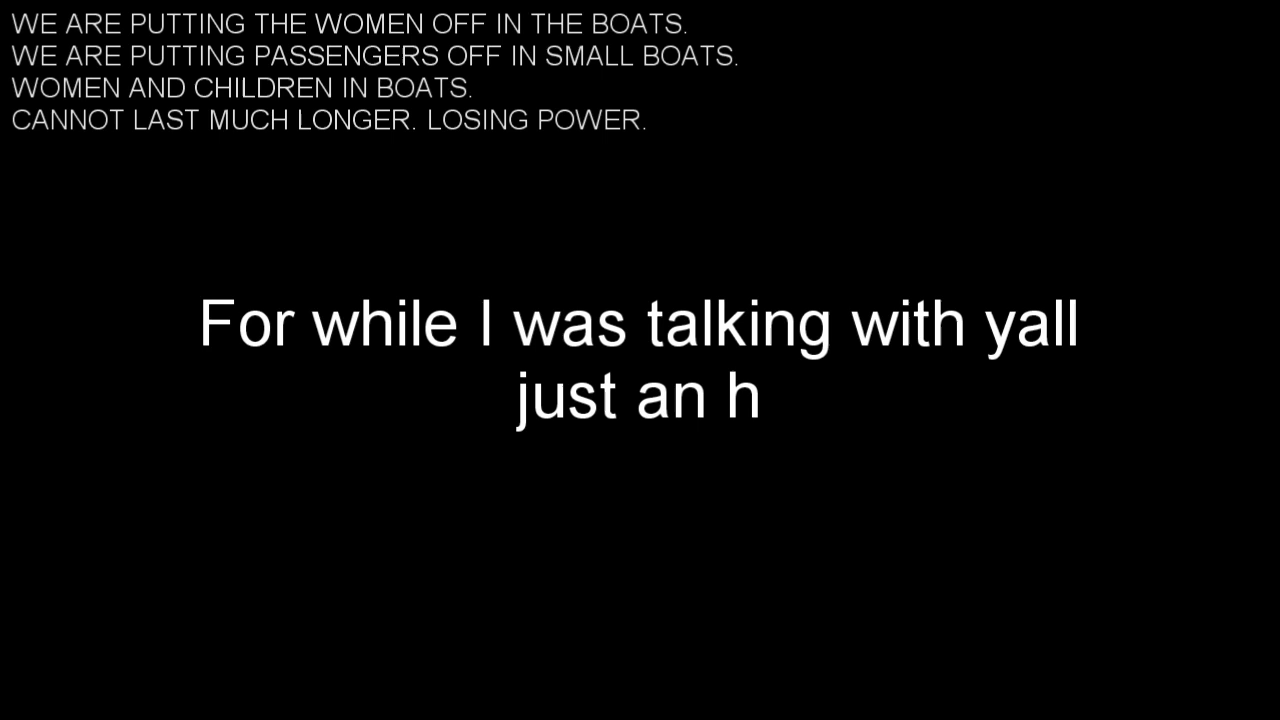 WE ARE PUTTING THE WOMEN OFF IN THE BOATS.
WE ARE PUTTING PASSENGERS OFF IN SMALL BOATS.
WOMEN AND CHILDREN IN BOATS.
CANNOT LAST MUCH LONGER. LOSING POWER.
For while I was talking with yall
just an h